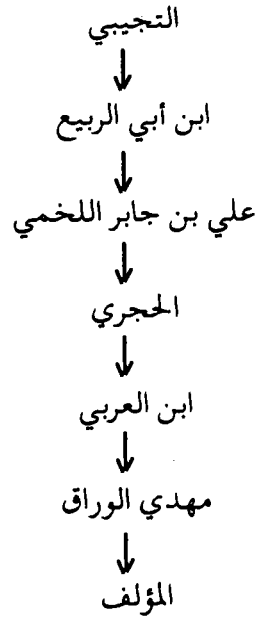 التجيبي
ابن أبي الربيع
علي بن جابر اللخمي
الحجري
ابن العربي
مهدي الوراق
المؤلف